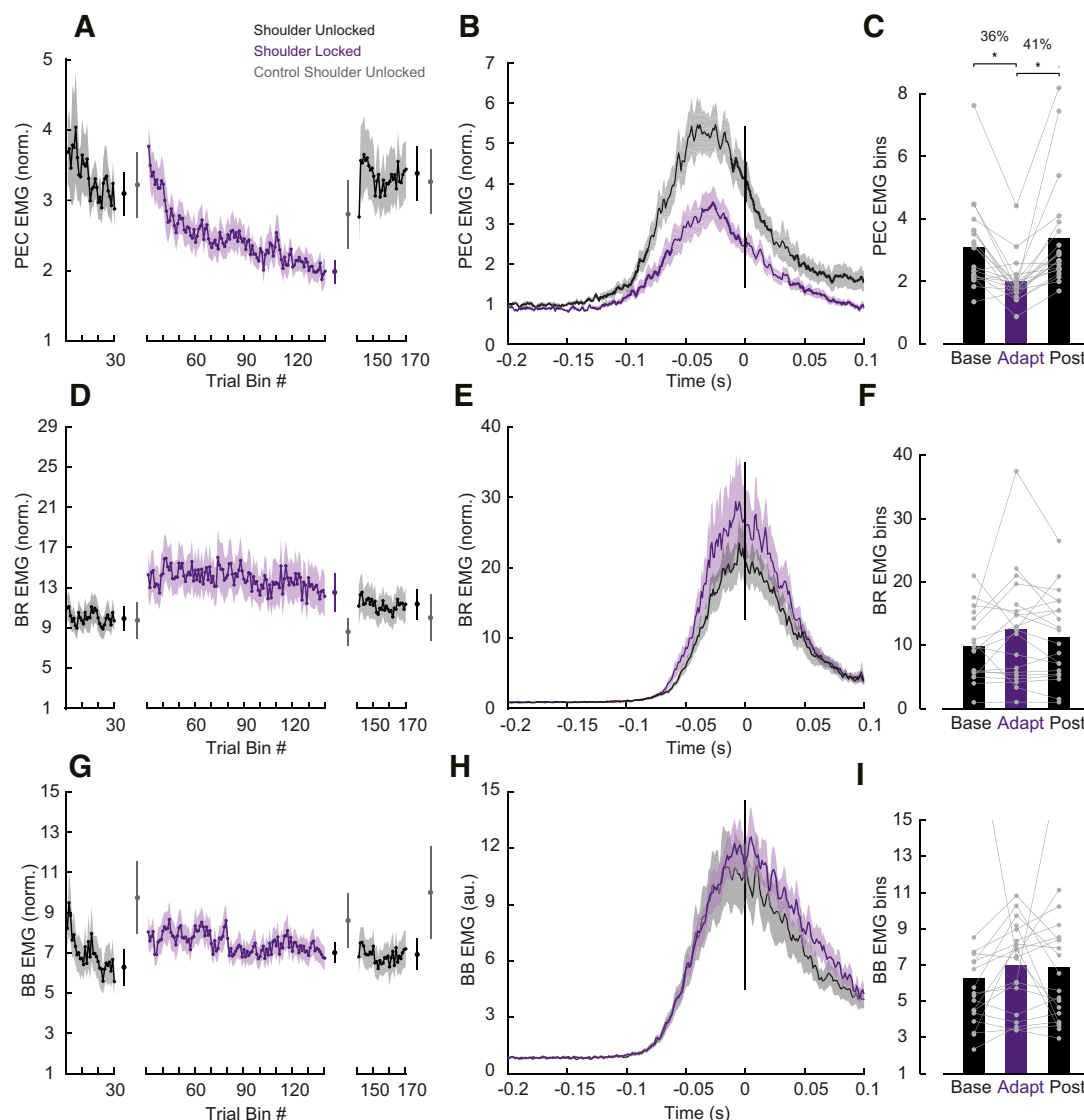 A
Shoulder Unlocked
Shoulder Locked
Control Shoulder Unlocked
PEC EMG (norm.)
5
4
3
2
1
30
60
90
120
150
170
Trial Bin #
B
PEC EMG (norm.)
7
6
5
4
3
2
1
0
-0.2
-0.15
-0.1
-0.05
0
0.05
0.1
Time (s)
C
36%
41%
*
*
PEC EMG bins
8
6
4
2
0
Base
Adapt
Post
D
BR EMG (norm.)
29
25
21
17
13
9
5
1
30
60
90
120
150
170
Trial Bin #
E
BR EMG (norm.)
40
30
20
10
0
-0.2
-0.15
-0.1
-0.05
0
0.05
0.1
Time (s)
F
BR EMG bins
40
30
20
10
0
Base
Adapt
Post
G
BB EMG (norm.)
15
13
11
9
7
5
3
1
30
60
90
120
150
170
Trial Bin #
H
BB EMG (au.)
15
12
9
6
3
0
-0.2
-0.15
-0.1
-0.05
0
0.05
0.1
Time (s)
I
BB EMG bins
15
13
11
9
7
5
3
1
Base
Adapt
Post